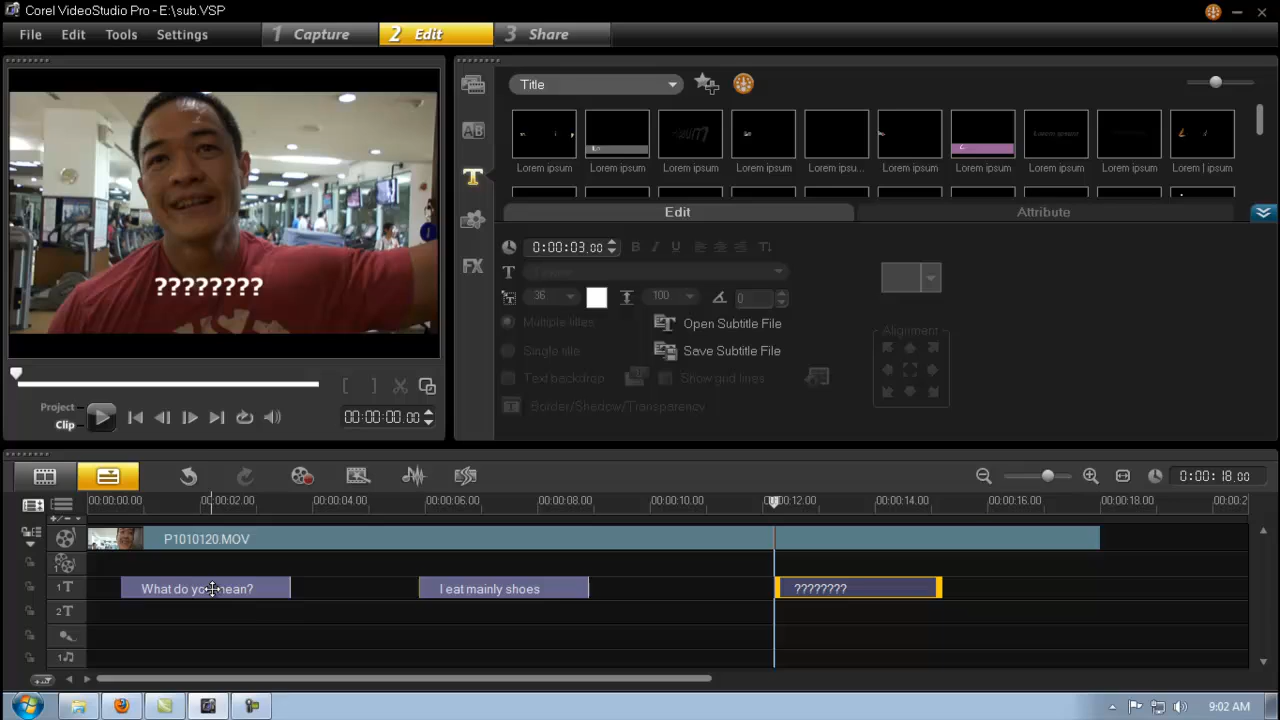 Corel VideoStudio Pro - E:\sub.VSP
File Edit Tools Settings 1 Capture 2 Edit 3 Share
Title
Lorem ipsum Lorem ipsum Lorem ipsum Lorem ipsum Lorem ipsu... Lorem ipsum Lorem ipsum Lorem ipsum Lorem ipsum Lorem | ipsum
Edit Attribute
0:00:03.00 B I U
36 100 0
Multiple titles Open Subtitle File Alignment
Single title Save Subtitle File
Text backdrop Show grid lines
Border/Shadow/Transparency
????????
Project
Clip 00:00:00.00
0:00:18.00
00:00:00.00 00:00:02.00 00:00:04.00 00:00:06.00 00:00:08.00 00:00:10.00 00:00:12.00 00:00:14.00 00:00:16.00 00:00:18.00 00:00:2
P1010120.MOV
1 T What do you mean? I eat mainly shoes ????????
2 T
1
9:02 AM